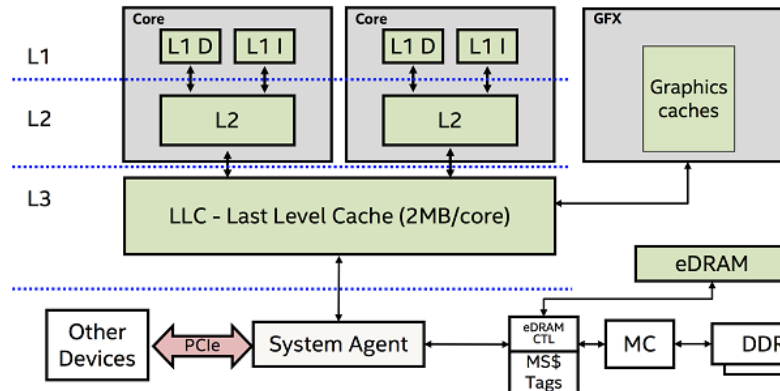 Core
Core
GFX
L1
L1 D
L1 I
L1 D
L1 I
Graphics
caches
L2
L2
L2
L3
LLC - Last Level Cache (2MB/core)
eDRAM
Other
Devices
PCIe
System Agent
eDRAM
CTL
MS$
Tags
MC
DDR